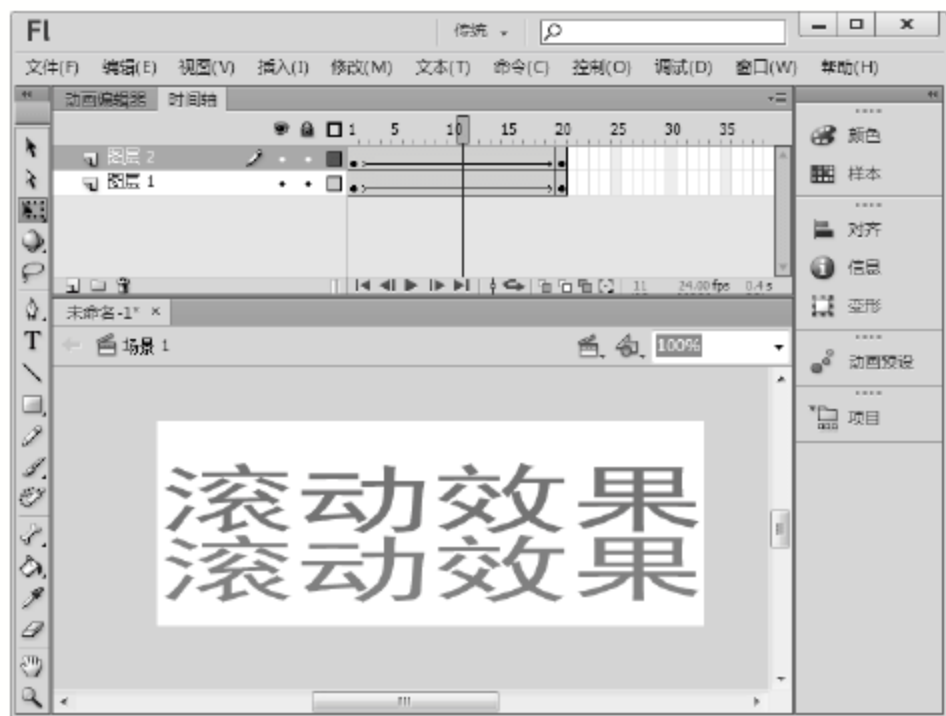 Fl 传统
文件(F) 编辑(E) 视图(V) 插入(I) 修改(M) 文本(T) 命令(C) 控制(O) 调试(D) 窗口(W) 帮助(H)
动画编辑器 时间轴
1 5 10 15 20 25 30 35
图层 2
图层 1
11 24.00 fps 0.4 s
未命名-1* ×
场景 1 100%
滚动效果
滚动效果
颜色
样本
对齐
信息
变形
动画预设
项目